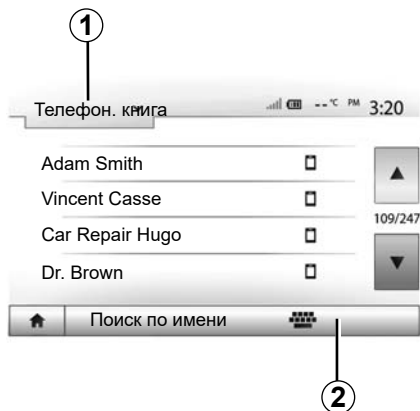 1
Телефон. книга
--°C PM 3:20
Adam Smith
Vincent Casse
Car Repair Hugo
109/247
Dr. Brown
Поиск по имени
2